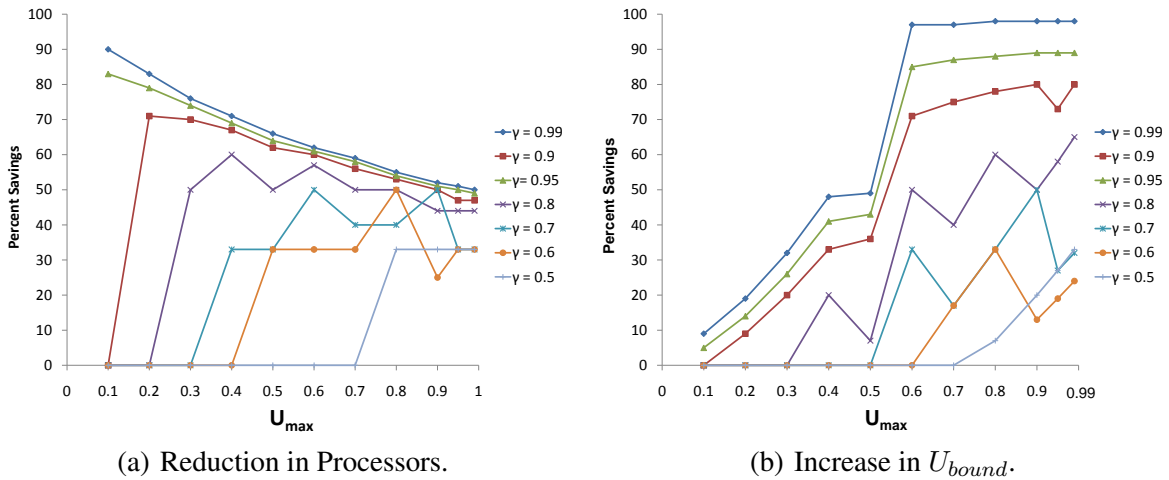 100
90
80
70
60
50
40
30
20
10
0
Percent Savings
0 0.1 0.2 0.3 0.4 0.5 0.6 0.7 0.8 0.9 1
Umax
γ = 0.99
γ = 0.9
γ= 0.95
γ = 0.8
γ = 0.7
γ = 0.6
γ = 0.5
(a) Reduction in Processors.
100
90
80
70
60
50
40
30
20
10
0
Percent Savings
0 0.1 0.2 0.3 0.4 0.5 0.6 0.7 0.8 0.9 0.99
Umax
γ = 0.99
γ = 0.9
γ= 0.95
γ = 0.8
γ = 0.7
γ = 0.6
γ = 0.5
(b) Increase in Ubound.